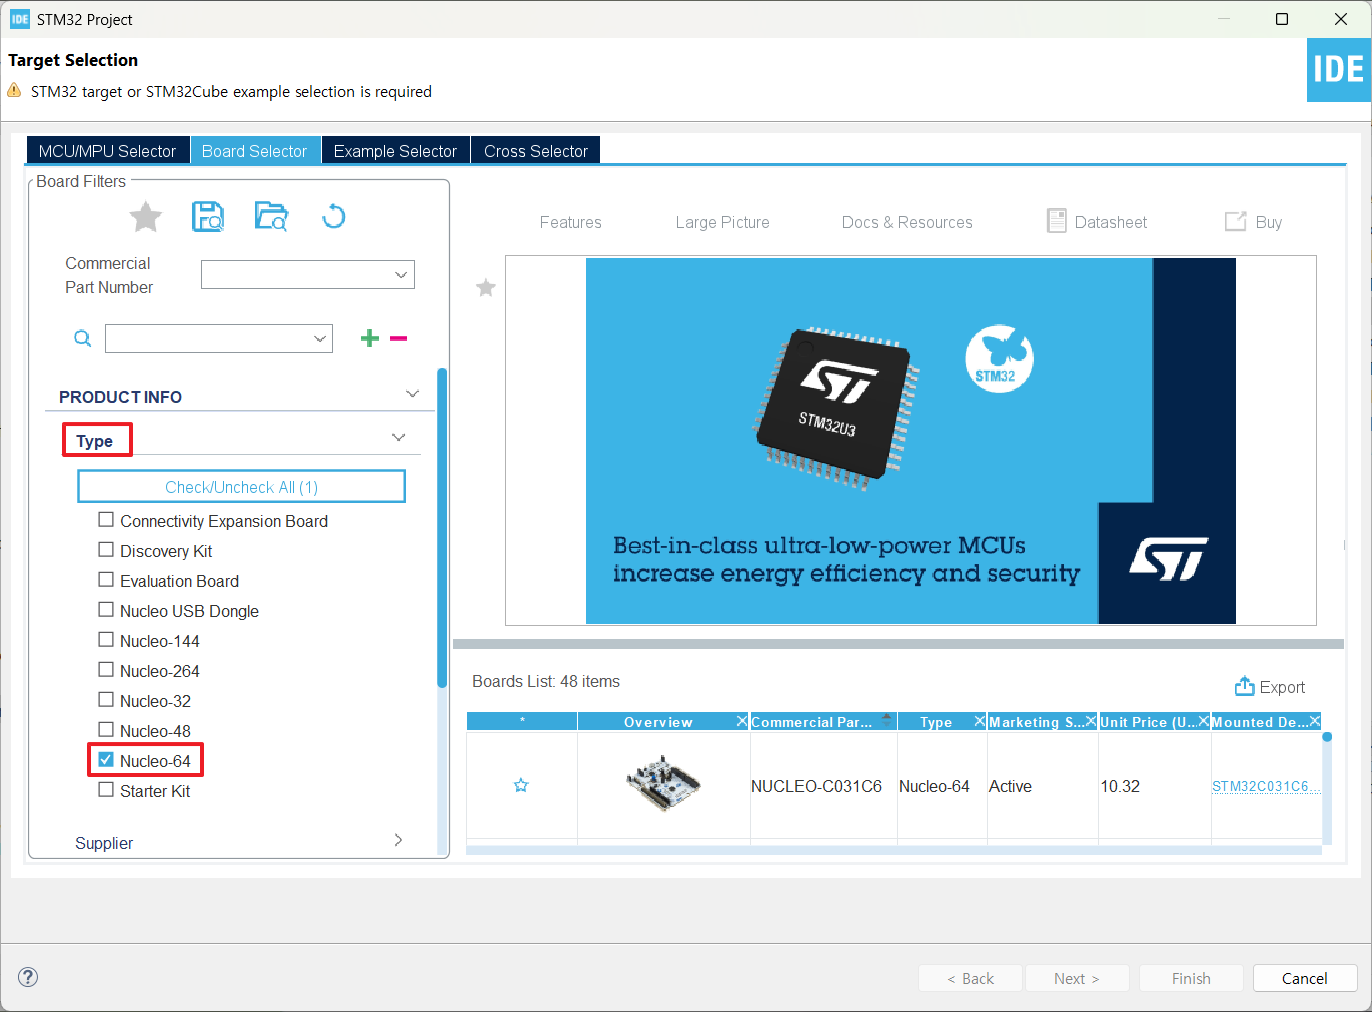 IDE STM32 Project
Target Selection
STM32 target or STM32Cube example selection is required
IDE
MCU/MPU Selector Board Selector Example Selector Cross Selector
Board Filters
Features Large Picture Docs & Resources Datasheet Buy
Commercial
Part Number
PRODUCT INFO
Type
Check/Uncheck All (1)
Connectivity Expansion Board
Discovery Kit
Evaluation Board
Nucleo USB Dongle
Nucleo-144
Nucleo-264
Nucleo-32
Nucleo-48
Nucleo-64
Starter Kit
Supplier
ST
STM32U3
STM32
Best-in-class ultra-low-power MCUs
increase energy efficiency and security
ST
Boards List: 48 items
Export
* Overview Commercial Par... Type Marketing S... Unit Price (U... Mounted De...
NUCLEO-C031C6 Nucleo-64 Active 10.32 STM32C031C6...
?
< Back Next > Finish Cancel